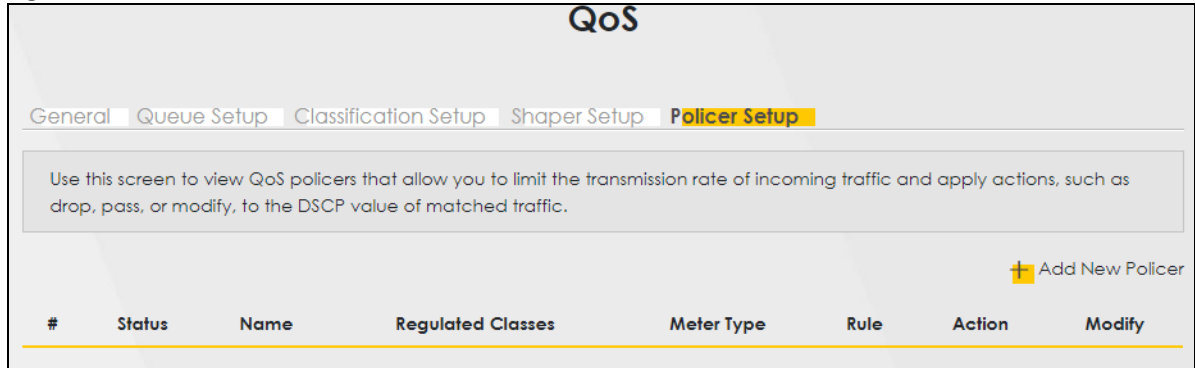 QoS
General Queue Setup Classification Setup Shaper Setup Policer Setup
Use this screen to view QoS policers that allow you to limit the transmission rate of incoming traffic and apply actions, such as
drop, pass, or modify, to the DSCP value of matched traffic.
+ Add New Policer
# Status Name Regulated Classes Meter Type Rule Action Modify